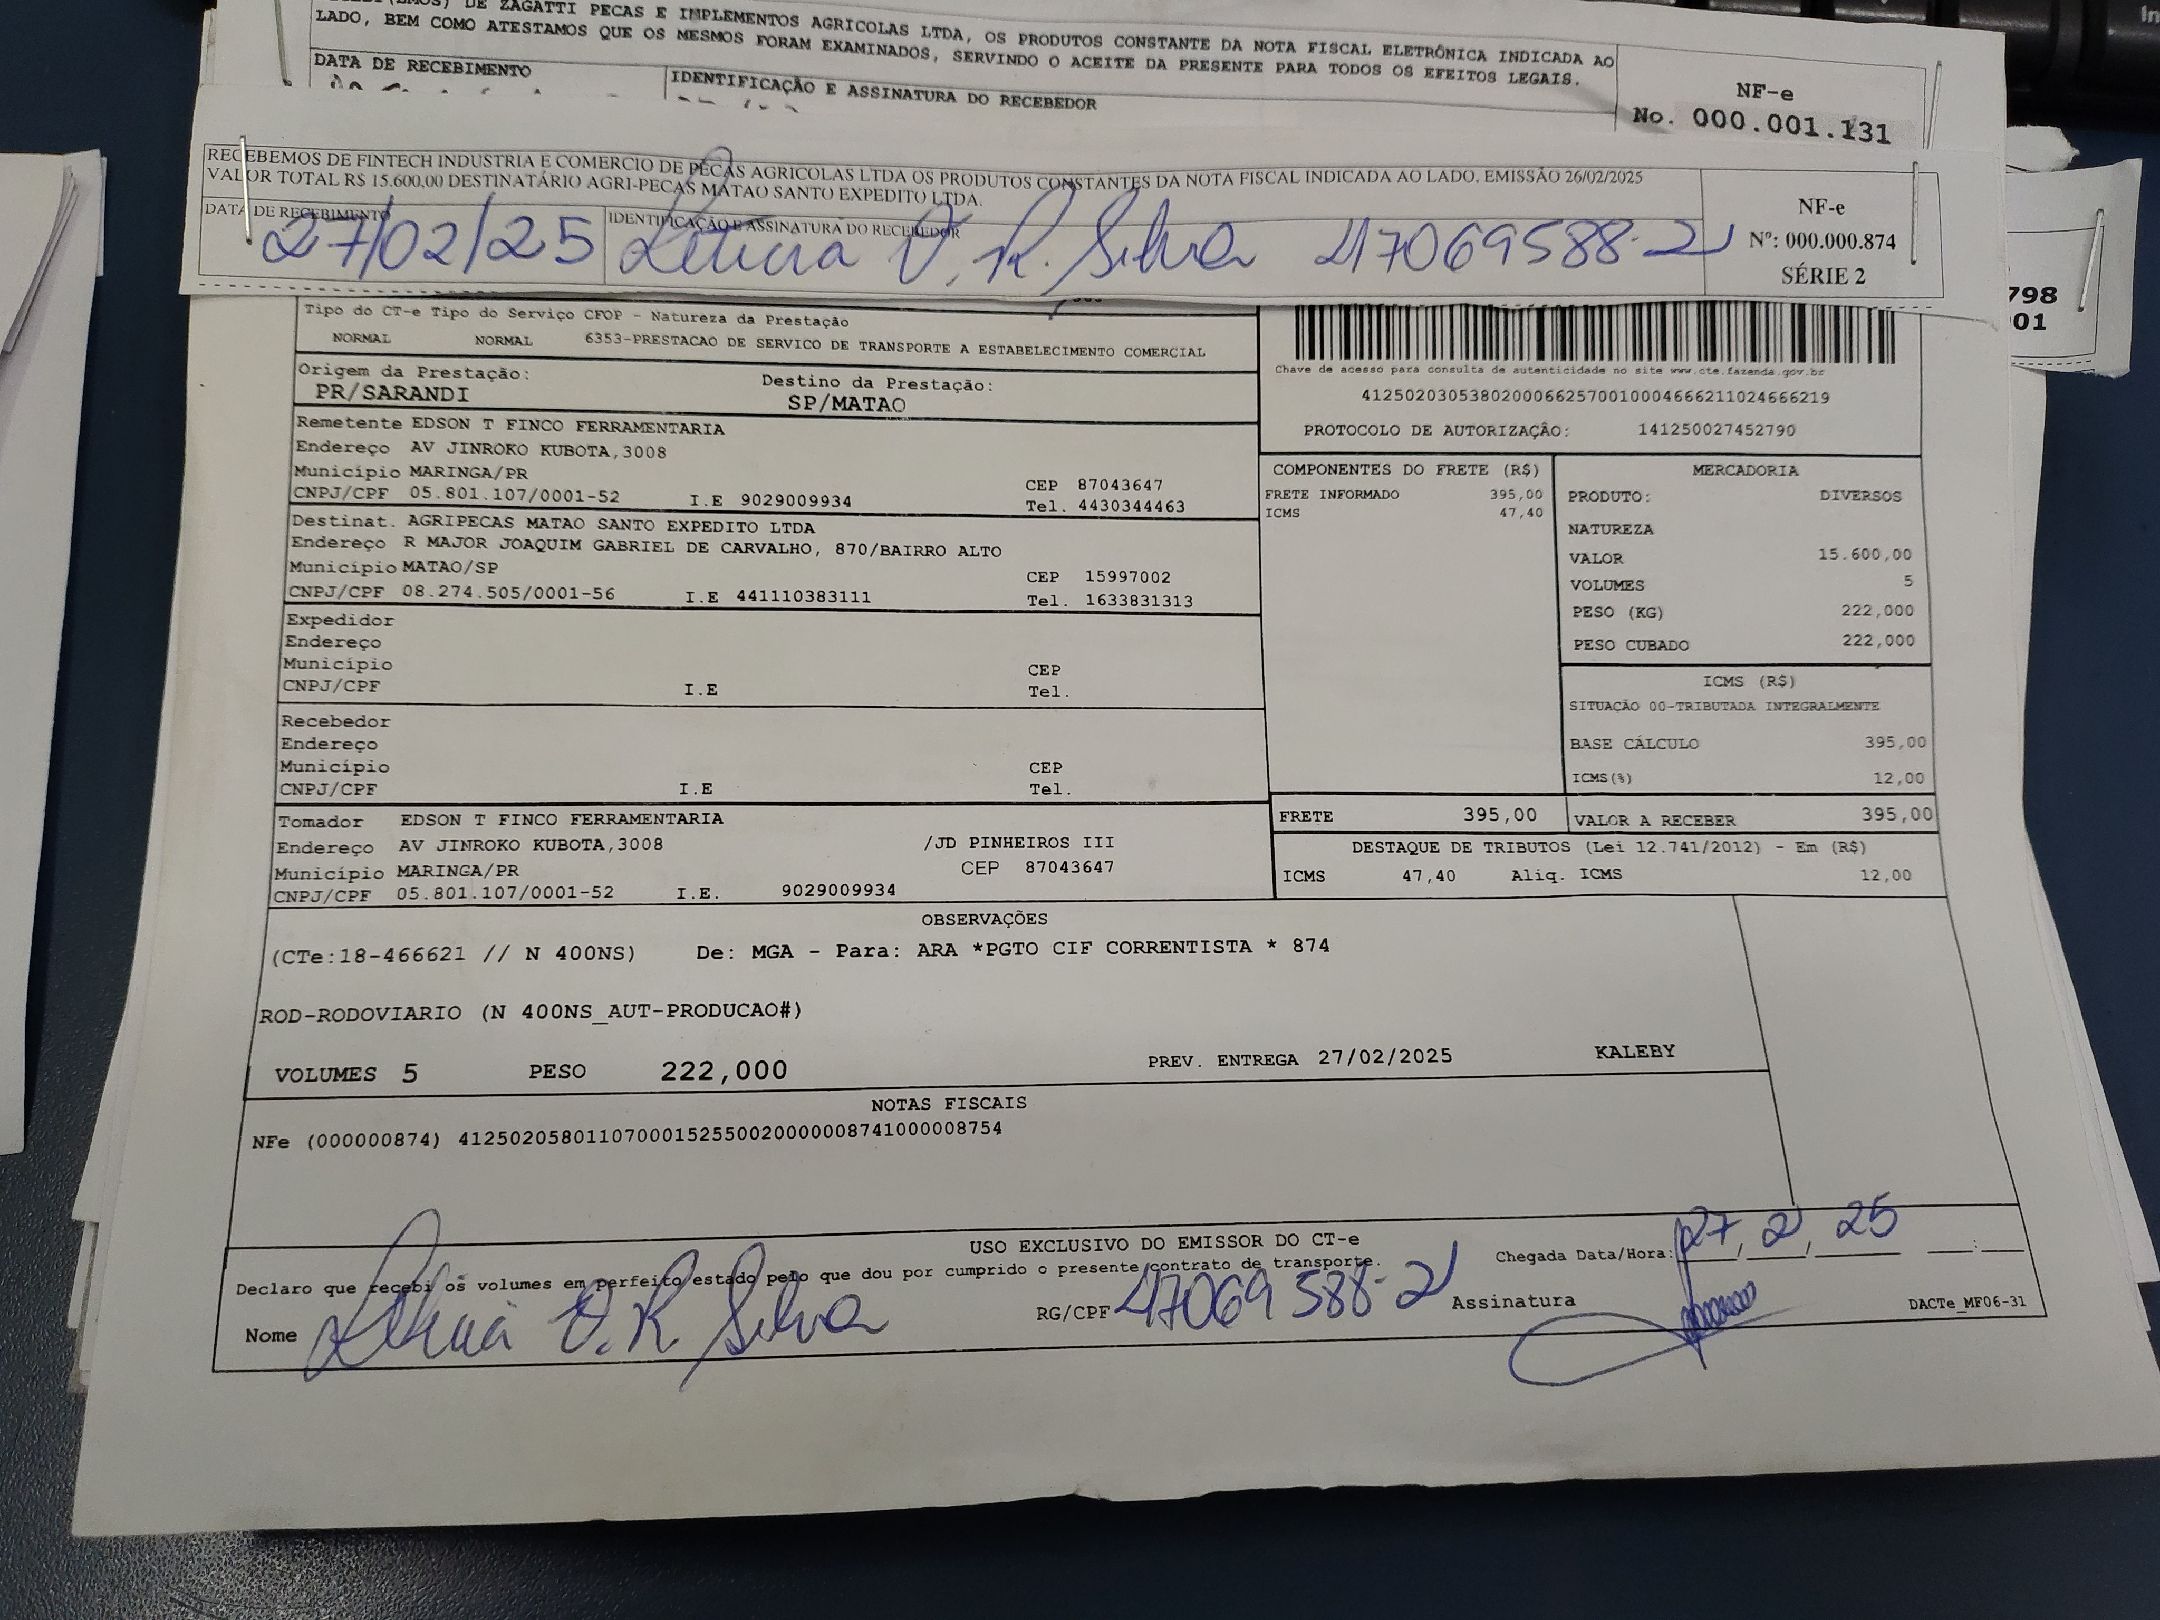 DE ZAGATTI PECAS E IMPLEMENTOS AGRICOLAS LTDA, OS PRODUTOS CONSTANTE DA NOTA FISCAL ELETRÔNICA INDICADA AO
LADO, BEM COMO ATESTAMOS QUE OS MESMOS FORAM EXAMINADOS, SERVINDO O ACEITE DA PRESENTE PARA TODOS OS EFEITOS LEGAIS.
DATA DE RECEBIMENTO IDENTIFICAÇÃO E ASSINATURA DO RECEBEDOR
NF-e
No. 000.001.131
RECEBEMOS DE FINTECH INDUSTRIA E COMERCIO DE PECAS AGRICOLAS LTDA OS PRODUTOS CONSTANTES DA NOTA FISCAL INDICADA AO LADO. EMISSÃO 26/02/2025
VALOR TOTAL R$ 15.600,00 DESTINATÁRIO AGRI-PECAS MATAO SANTO EXPEDITO LTDA.
DATA DE RECEBIMENTO IDENTIFICAÇÃO E ASSINATURA DO RECEBEDOR
27/02/25 Leticia O. R. Silva 47069588-2
NF-e
Nº: 000.000.874
SÉRIE 2
798
01
Tipo do CT-e Tipo do Serviço CFOP - Natureza da Prestação
NORMAL NORMAL 6353-PRESTACAO DE SERVICO DE TRANSPORTE A ESTABELECIMENTO COMERCIAL
Origem da Prestação: Destino da Prestação:
PR/SARANDI SP/MATAO
Chave de acesso para consulta de autenticidade no site www.cte.fazenda.gov.br
41250203053802000662570010004666211024666219
PROTOCOLO DE AUTORIZAÇÃO: 141250027452790
Remetente EDSON T FINCO FERRAMENTARIA
Endereço AV JINROKO KUBOTA,3008
Município MARINGA/PR CEP 87043647
CNPJ/CPF 05.801.107/0001-52 I.E 9029009934 Tel. 4430344463
Destinat. AGRIPECAS MATAO SANTO EXPEDITO LTDA
Endereço R MAJOR JOAQUIM GABRIEL DE CARVALHO, 870/BAIRRO ALTO
Município MATAO/SP CEP 15997002
CNPJ/CPF 08.274.505/0001-56 I.E 441110383111 Tel. 1633831313
Expedidor
Endereço
Município CEP
CNPJ/CPF I.E Tel.
Recebedor
Endereço
Município CEP
CNPJ/CPF I.E Tel.
Tomador EDSON T FINCO FERRAMENTARIA
Endereço AV JINROKO KUBOTA,3008 /JD PINHEIROS III
Município MARINGA/PR CEP 87043647
CNPJ/CPF 05.801.107/0001-52 I.E. 9029009934
COMPONENTES DO FRETE (R$)
FRETE INFORMADO 395,00
ICMS 47,40
MERCADORIA
PRODUTO: DIVERSOS
NATUREZA
VALOR 15.600,00
VOLUMES 5
PESO (KG) 222,000
PESO CUBADO 222,000
ICMS (R$)
SITUAÇÃO 00-TRIBUTADA INTEGRALMENTE
BASE CÁLCULO 395,00
ICMS(%) 12,00
FRETE 395,00 VALOR A RECEBER 395,00
DESTAQUE DE TRIBUTOS (Lei 12.741/2012) - Em (R$)
ICMS 47,40 Aliq. ICMS 12,00
OBSERVAÇÕES
(CTe:18-466621 // N 400NS) De: MGA - Para: ARA *PGTO CIF CORRENTISTA * 874
ROD-RODOVIARIO (N 400NS_AUT-PRODUCAO#)
VOLUMES 5 PESO 222,000 PREV. ENTREGA 27/02/2025 KALEBY
NOTAS FISCAIS
NFe (000000874) 41250205801107000152550020000008741000008754
USO EXCLUSIVO DO EMISSOR DO CT-e
Declaro que recebi os volumes em perfeito estado pelo que dou por cumprido o presente contrato de transporte.
Chegada Data/Hora: 27, 2, 25 __:__
Nome Leticia O. R. Silva RG/CPF 47069588-2 Assinatura
DACTe_MF06-31